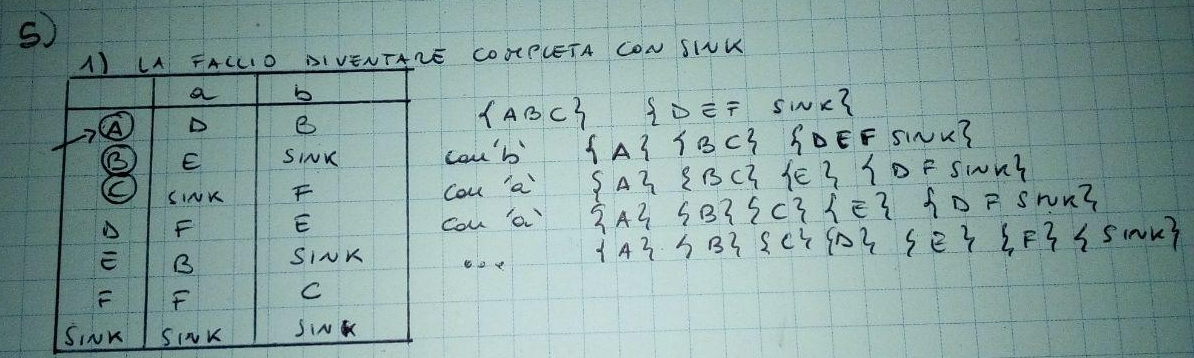 5)
1) LA FACCIO DIVENTARE COMPLETA CON SINK
a b
A D B
B E SINK
C SINK F
D F E
E B SINK
F F C
SINK SINK SINK
{ABC} {DEF SINK}
con 'b' {A} {BC} {DEF SINK}
con 'a' {A} {BC} {E} {DF SINK}
con 'a' {A} {B} {C} {E} {DF SINK}
... {A} {B} {C} {D} {E} {F} {SINK}